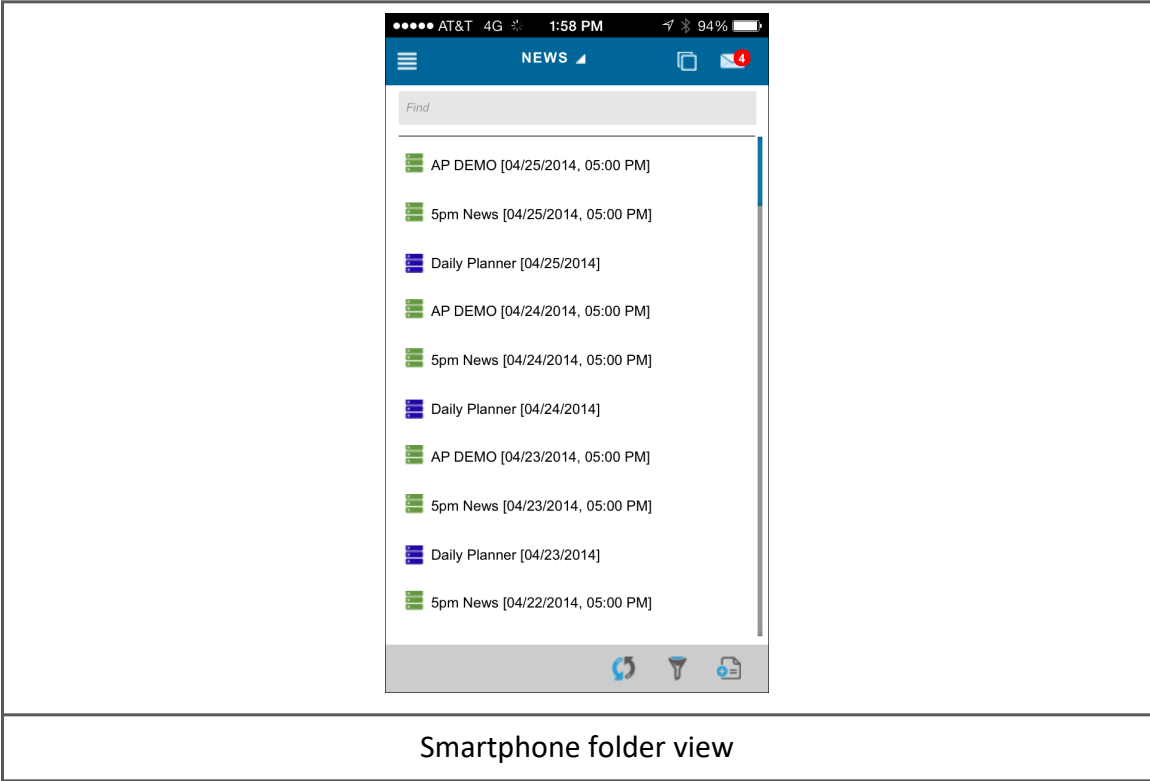 AT&T 4G 1:58 PM 94%
NEWS 4
Find
AP DEMO [04/25/2014, 05:00 PM]
5pm News [04/25/2014, 05:00 PM]
Daily Planner [04/25/2014]
AP DEMO [04/24/2014, 05:00 PM]
5pm News [04/24/2014, 05:00 PM]
Daily Planner [04/24/2014]
AP DEMO [04/23/2014, 05:00 PM]
5pm News [04/23/2014, 05:00 PM]
Daily Planner [04/23/2014]
5pm News [04/22/2014, 05:00 PM]
Smartphone folder view